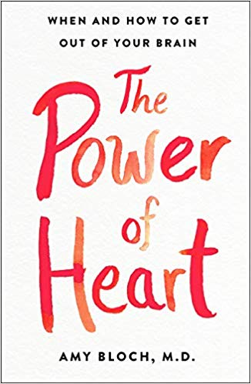 WHEN AND HOW TO GET
OUT OF YOUR BRAIN
The
Power
of
Heart
AMY BLOCH, M.D.